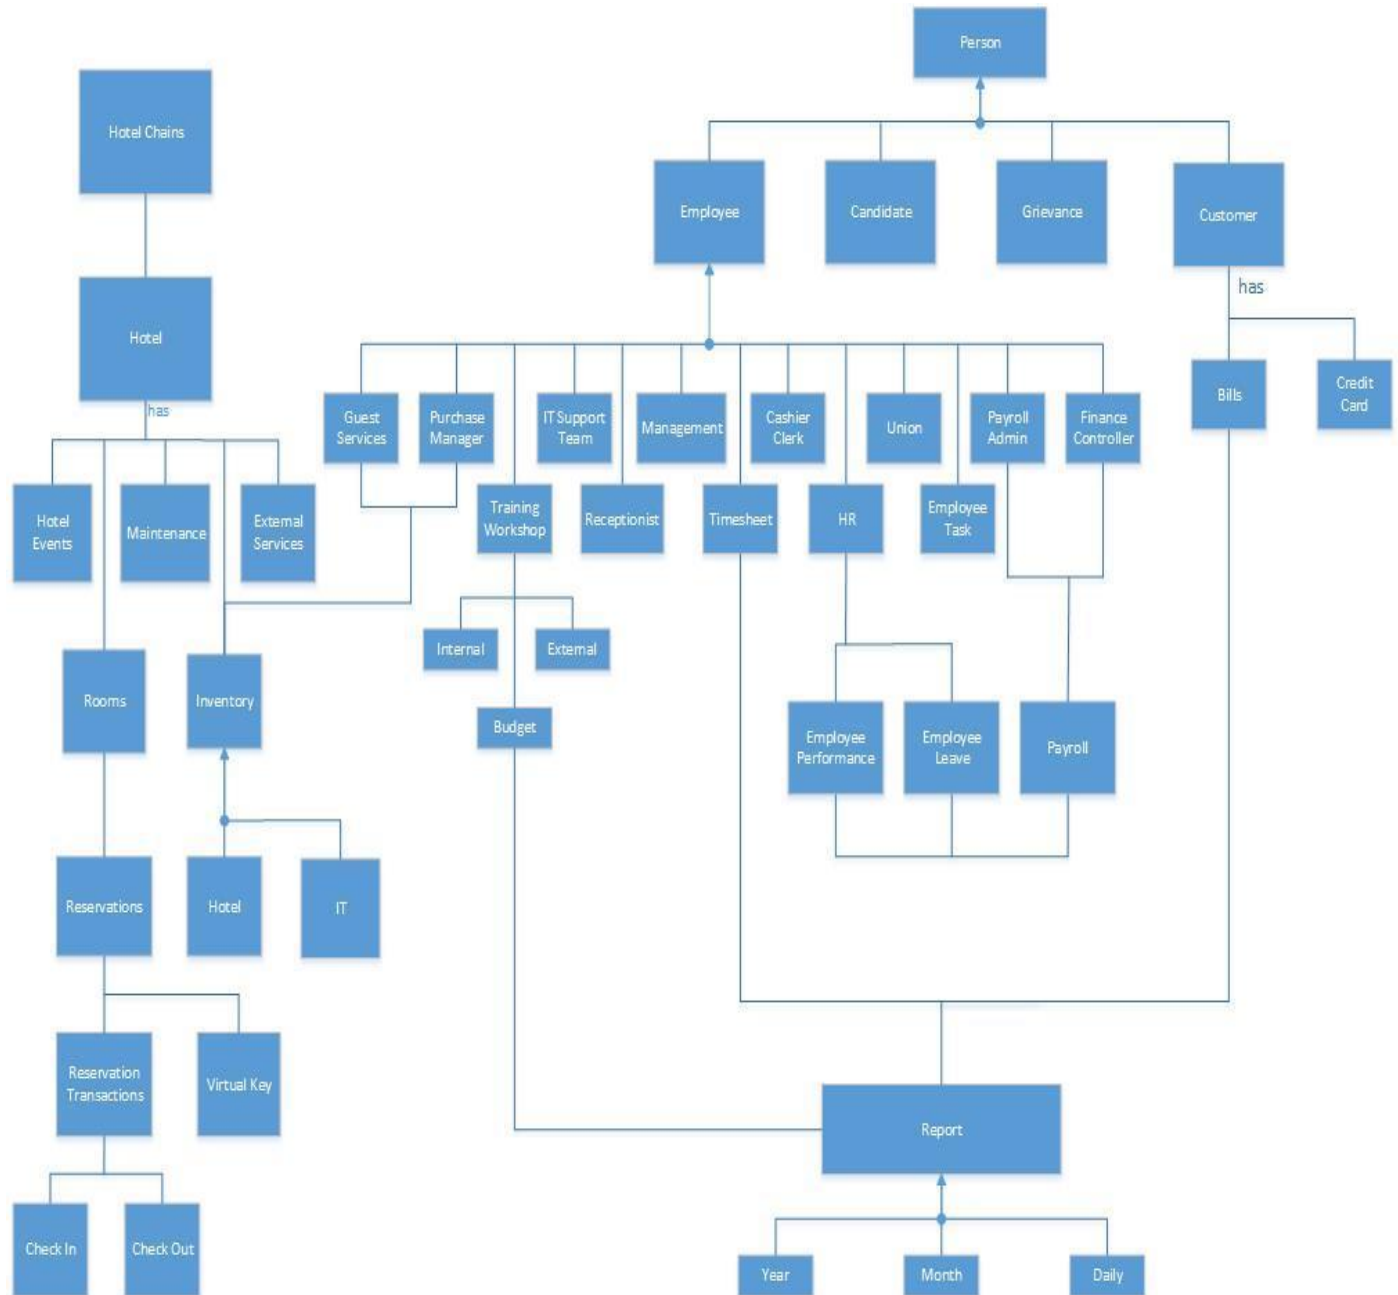 Person
Hotel Chains
Employee
Candidate
Grievance
Customer
has
Hotel
has
Guest
Services
Purchase
Manager
IT Support
Team
Management
Cashier
Clerk
Union
Payroll
Admin
Finance
Controller
Bills
Credit
Card
Hotel
Events
Maintenance
External
Services
Training
Workshop
Receptionist
Timesheet
HR
Employee
Task
Internal
External
Rooms
Inventory
Budget
Employee
Performance
Employee
Leave
Payroll
Reservations
Hotel
IT
Reservation
Transactions
Virtual Key
Report
Check In
Check Out
Year
Month
Daily